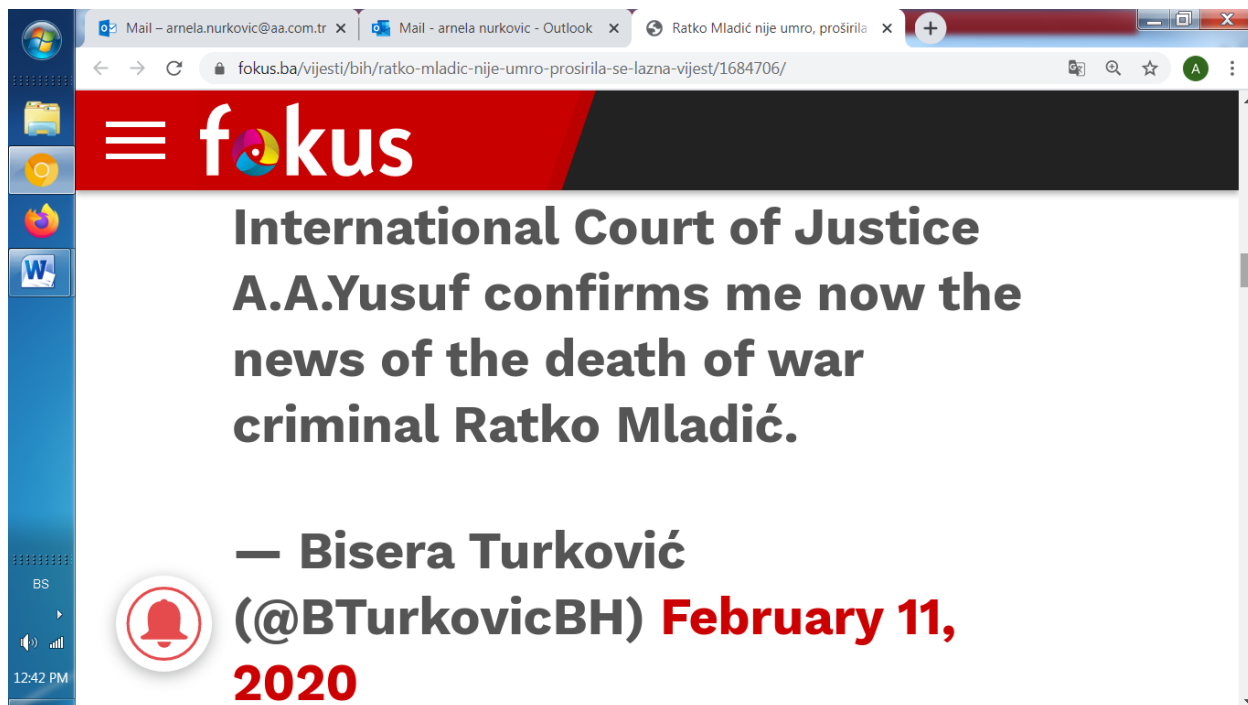 Mail – arnela.nurkovic@aa.com.tr
Mail - arnela nurkovic - Outlook
Ratko Mladić nije umro, proširila
fokus.ba/vijesti/bih/ratko-mladic-nije-umro-prosirila-se-lazna-vijest/1684706/
A
fokus
International Court of Justice
A.A.Yusuf confirms me now the
news of the death of war
criminal Ratko Mladić.
— Bisera Turković
(@BTurkovicBH) February 11,
2020
W
BS
12:42 PM